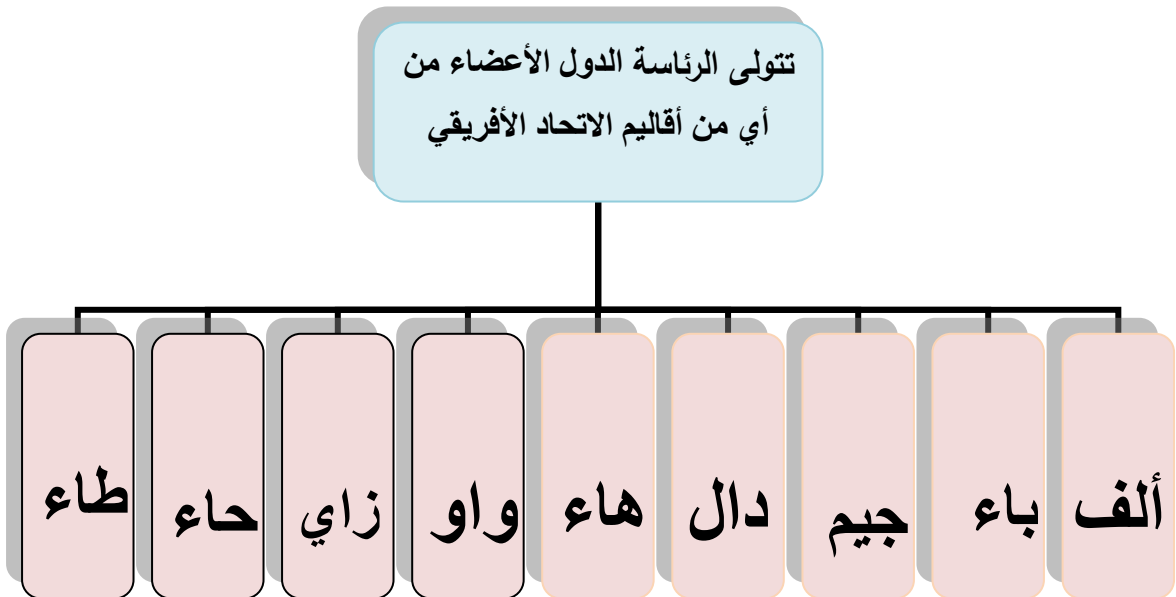 تتولى الرئاسة الدول الأعضاء من
أي من أقاليم الاتحاد الأفريقي
ألف
باء
جيم
دال
هاء
واو
زاي
حاء
طاء